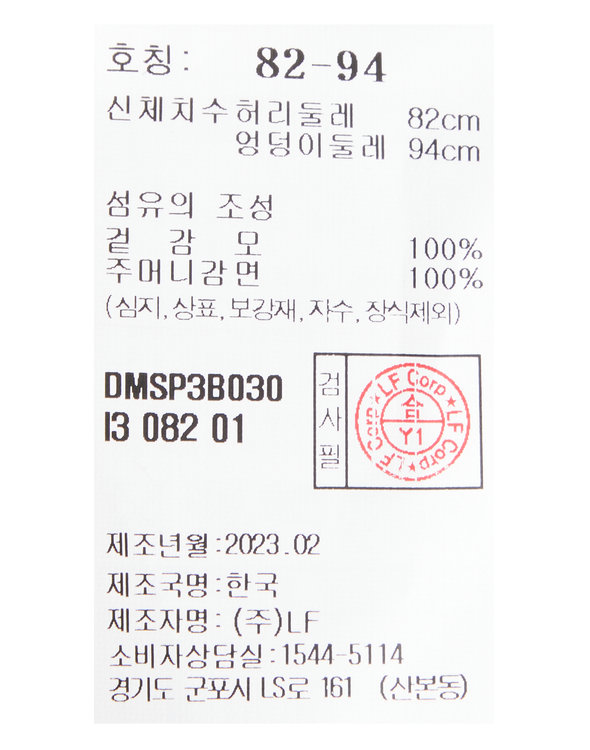 호칭: 82-94
신체치수허리둘레 82cm
엉덩이둘레 94cm
섬유의 조성
겉 감 모 100%
주머니감면 100%
(심지, 상표, 보강재, 자수, 장식제외)
DMSP3B030
I3 082 01
검사필
LF Corp★LF Corp★LF Corp★
합
Y1
제조년월:2023.02
제조국명:한국
제조자명: (주)LF
소비자상담실:1544-5114
경기도 군포시 LS로 161 (산본동)